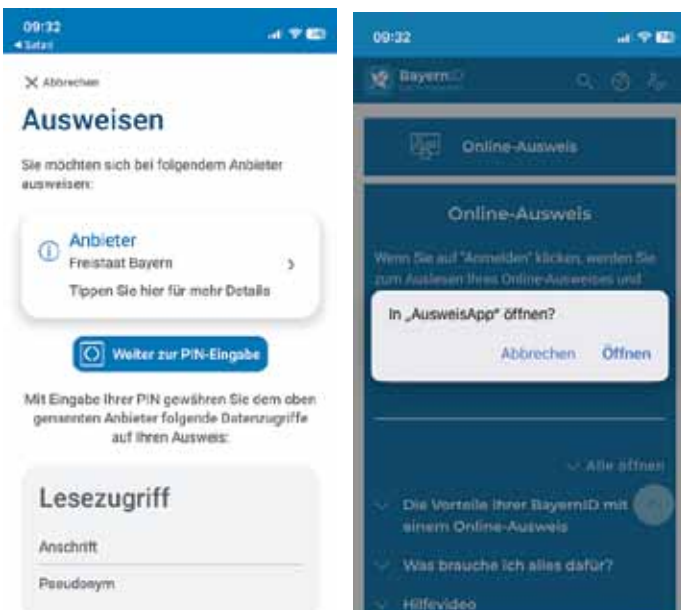 09:32
◀ Safari
Abbrechen
Ausweisen
Sie möchten sich bei folgendem Anbieter
ausweisen:
Anbieter
Freistaat Bayern
Tippen Sie hier für mehr Details
Weiter zur PIN-Eingabe
Mit Eingabe Ihrer PIN gewähren Sie dem oben
genannten Anbieter folgende Datenzugriffe
auf Ihren Ausweis:
Lesezugriff
Anschrift
Pseudonym
09:32
BayernID
Online-Ausweis
Online-Ausweis
Wenn Sie auf "Anmelden" klicken, werden Sie
zum Auslesen Ihres Online-Ausweises und
In „AusweisApp“ öffnen?
Abbrechen Öffnen
Alle öffnen
Die Vorteile Ihrer BayernID mit
einem Online-Ausweis
Was brauche ich alles dafür?
Hilfevideo